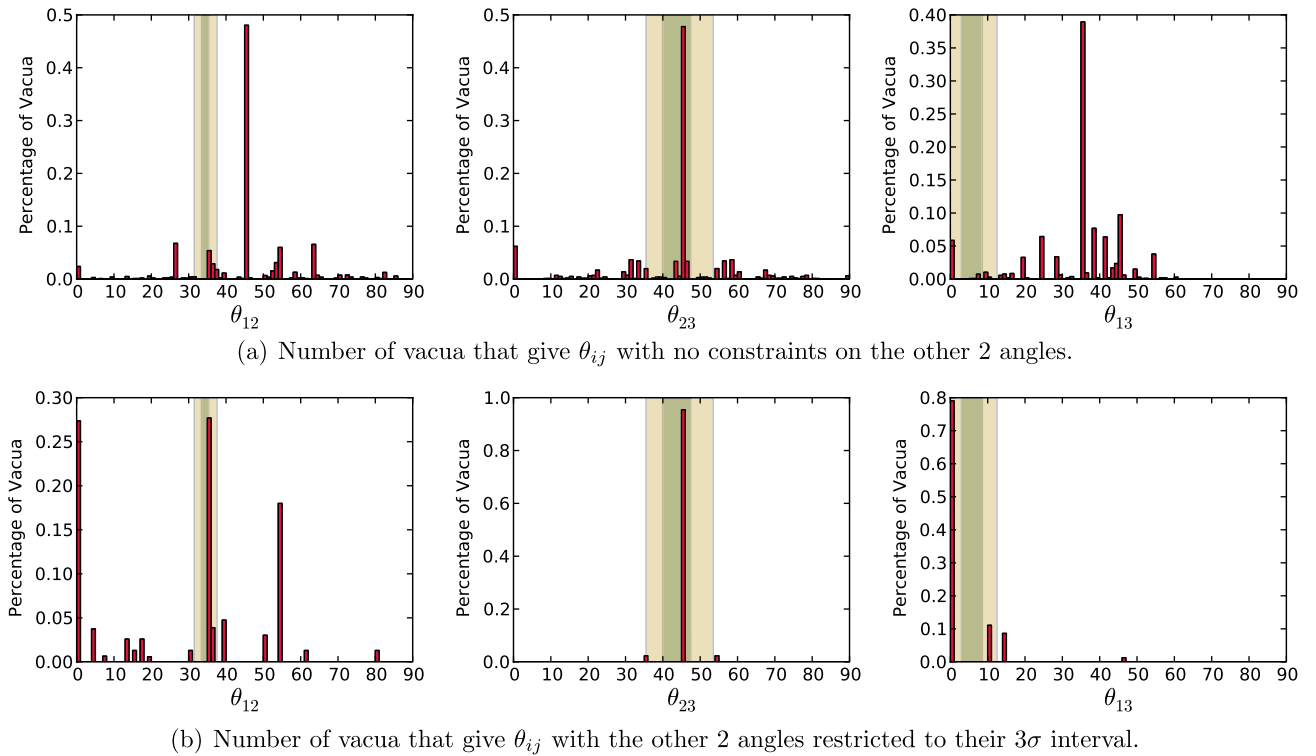 0.5 0.5 0.40
0.35
0.4 0.4
0.30
0.3 0.3 0.25
0.20
0.2 0.2
0.15
0.1 0.1 0.10
0.05
0.0 0.0 0.00
Percentage of Vacua Percentage of Vacua Percentage of Vacua
0 10 20 30 40 50 60 70 80 90 0 10 20 30 40 50 60 70 80 90 0 10 20 30 40 50 60 70 80 90
θ12 θ23 θ13
(a) Number of vacua that give θij with no constraints on the other 2 angles.
0.30 1.0 0.8
0.7
0.25
0.8 0.6
0.20
0.5
0.6
0.15 0.4
0.4
0.3
0.10
0.2
0.2
0.05
0.1
0.00 0.0 0.0
Percentage of Vacua Percentage of Vacua Percentage of Vacua
0 10 20 30 40 50 60 70 80 90 0 10 20 30 40 50 60 70 80 90 0 10 20 30 40 50 60 70 80 90
θ12 θ23 θ13
(b) Number of vacua that give θij with the other 2 angles restricted to their 3σ interval.